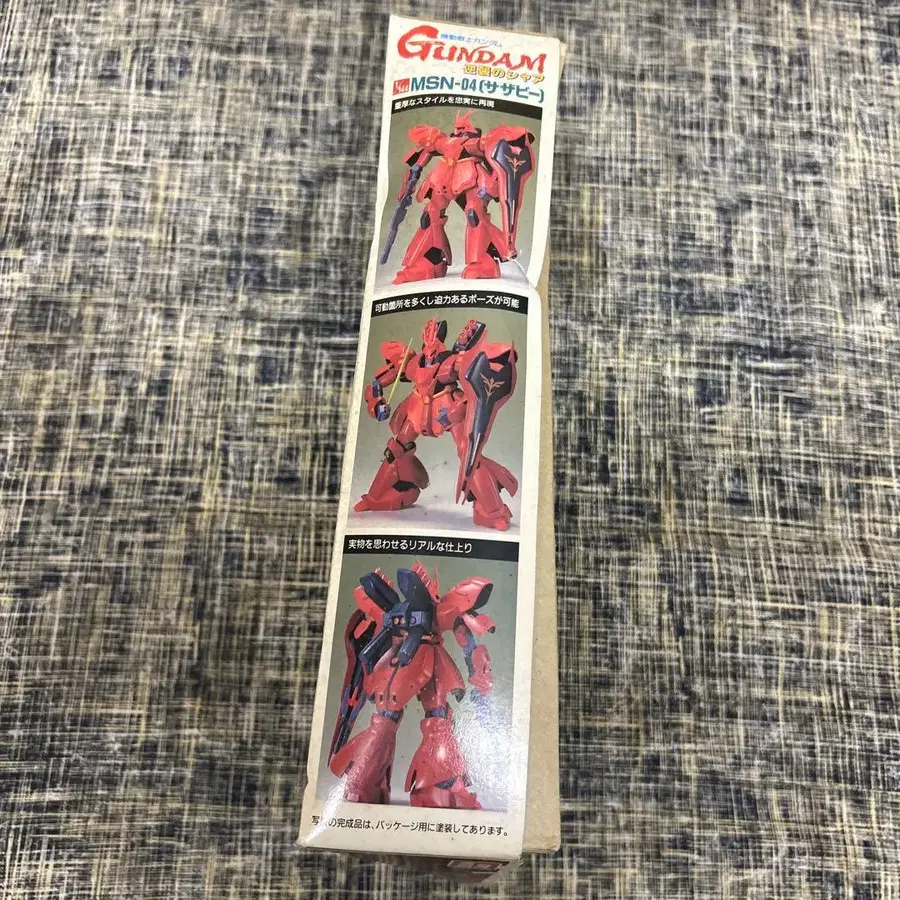 機動戦士ガンダム
GUNDAM
逆襲のシャア
1/144 MSN-04(サザビー)
重厚なスタイルを忠実に再現
可動箇所を多くし迫力あるポーズが可能
実物を思わせるリアルな仕上り
写真の完成品は、パッケージ用に塗装してあります。